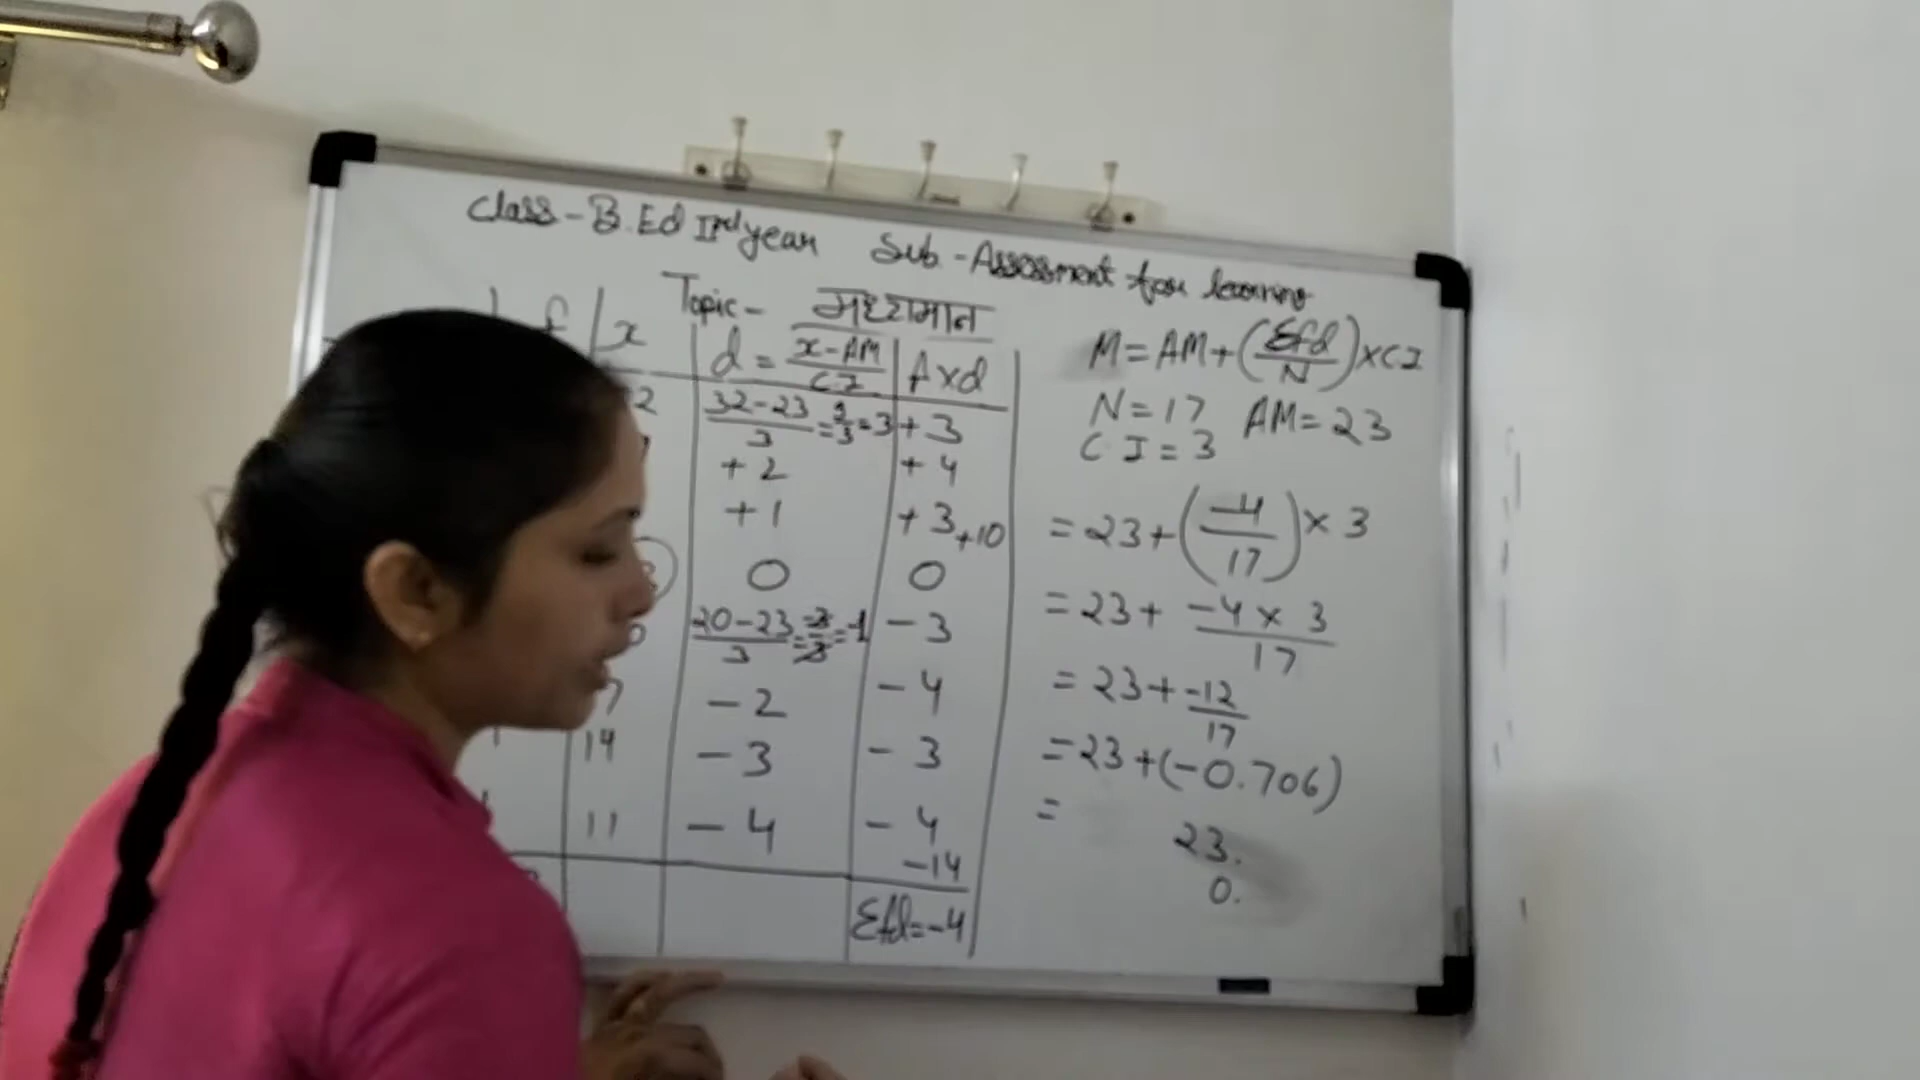 Class - B.Ed IInd year Sub. - Assessment for learning
Topic - मध्यमान
f | x | d = x-AM / CI | f x d
32-23 / 3 = 9/3 = 3 | +3
+2 | +4
+1 | +3 +10
0 | 0
20-23 / 3 = -3/3 = -1 | -3
7 | -2 | -4
14 | -3 | -3
11 | -4 | -4
-14
Σfd = -4
M = AM + (Σfd / N) x CI
N = 17 AM = 23
CI = 3
= 23 + (-4 / 17) x 3
= 23 + -4 x 3 / 17
= 23 + -12 / 17
= 23 + (-0.706)
=
23.
0.